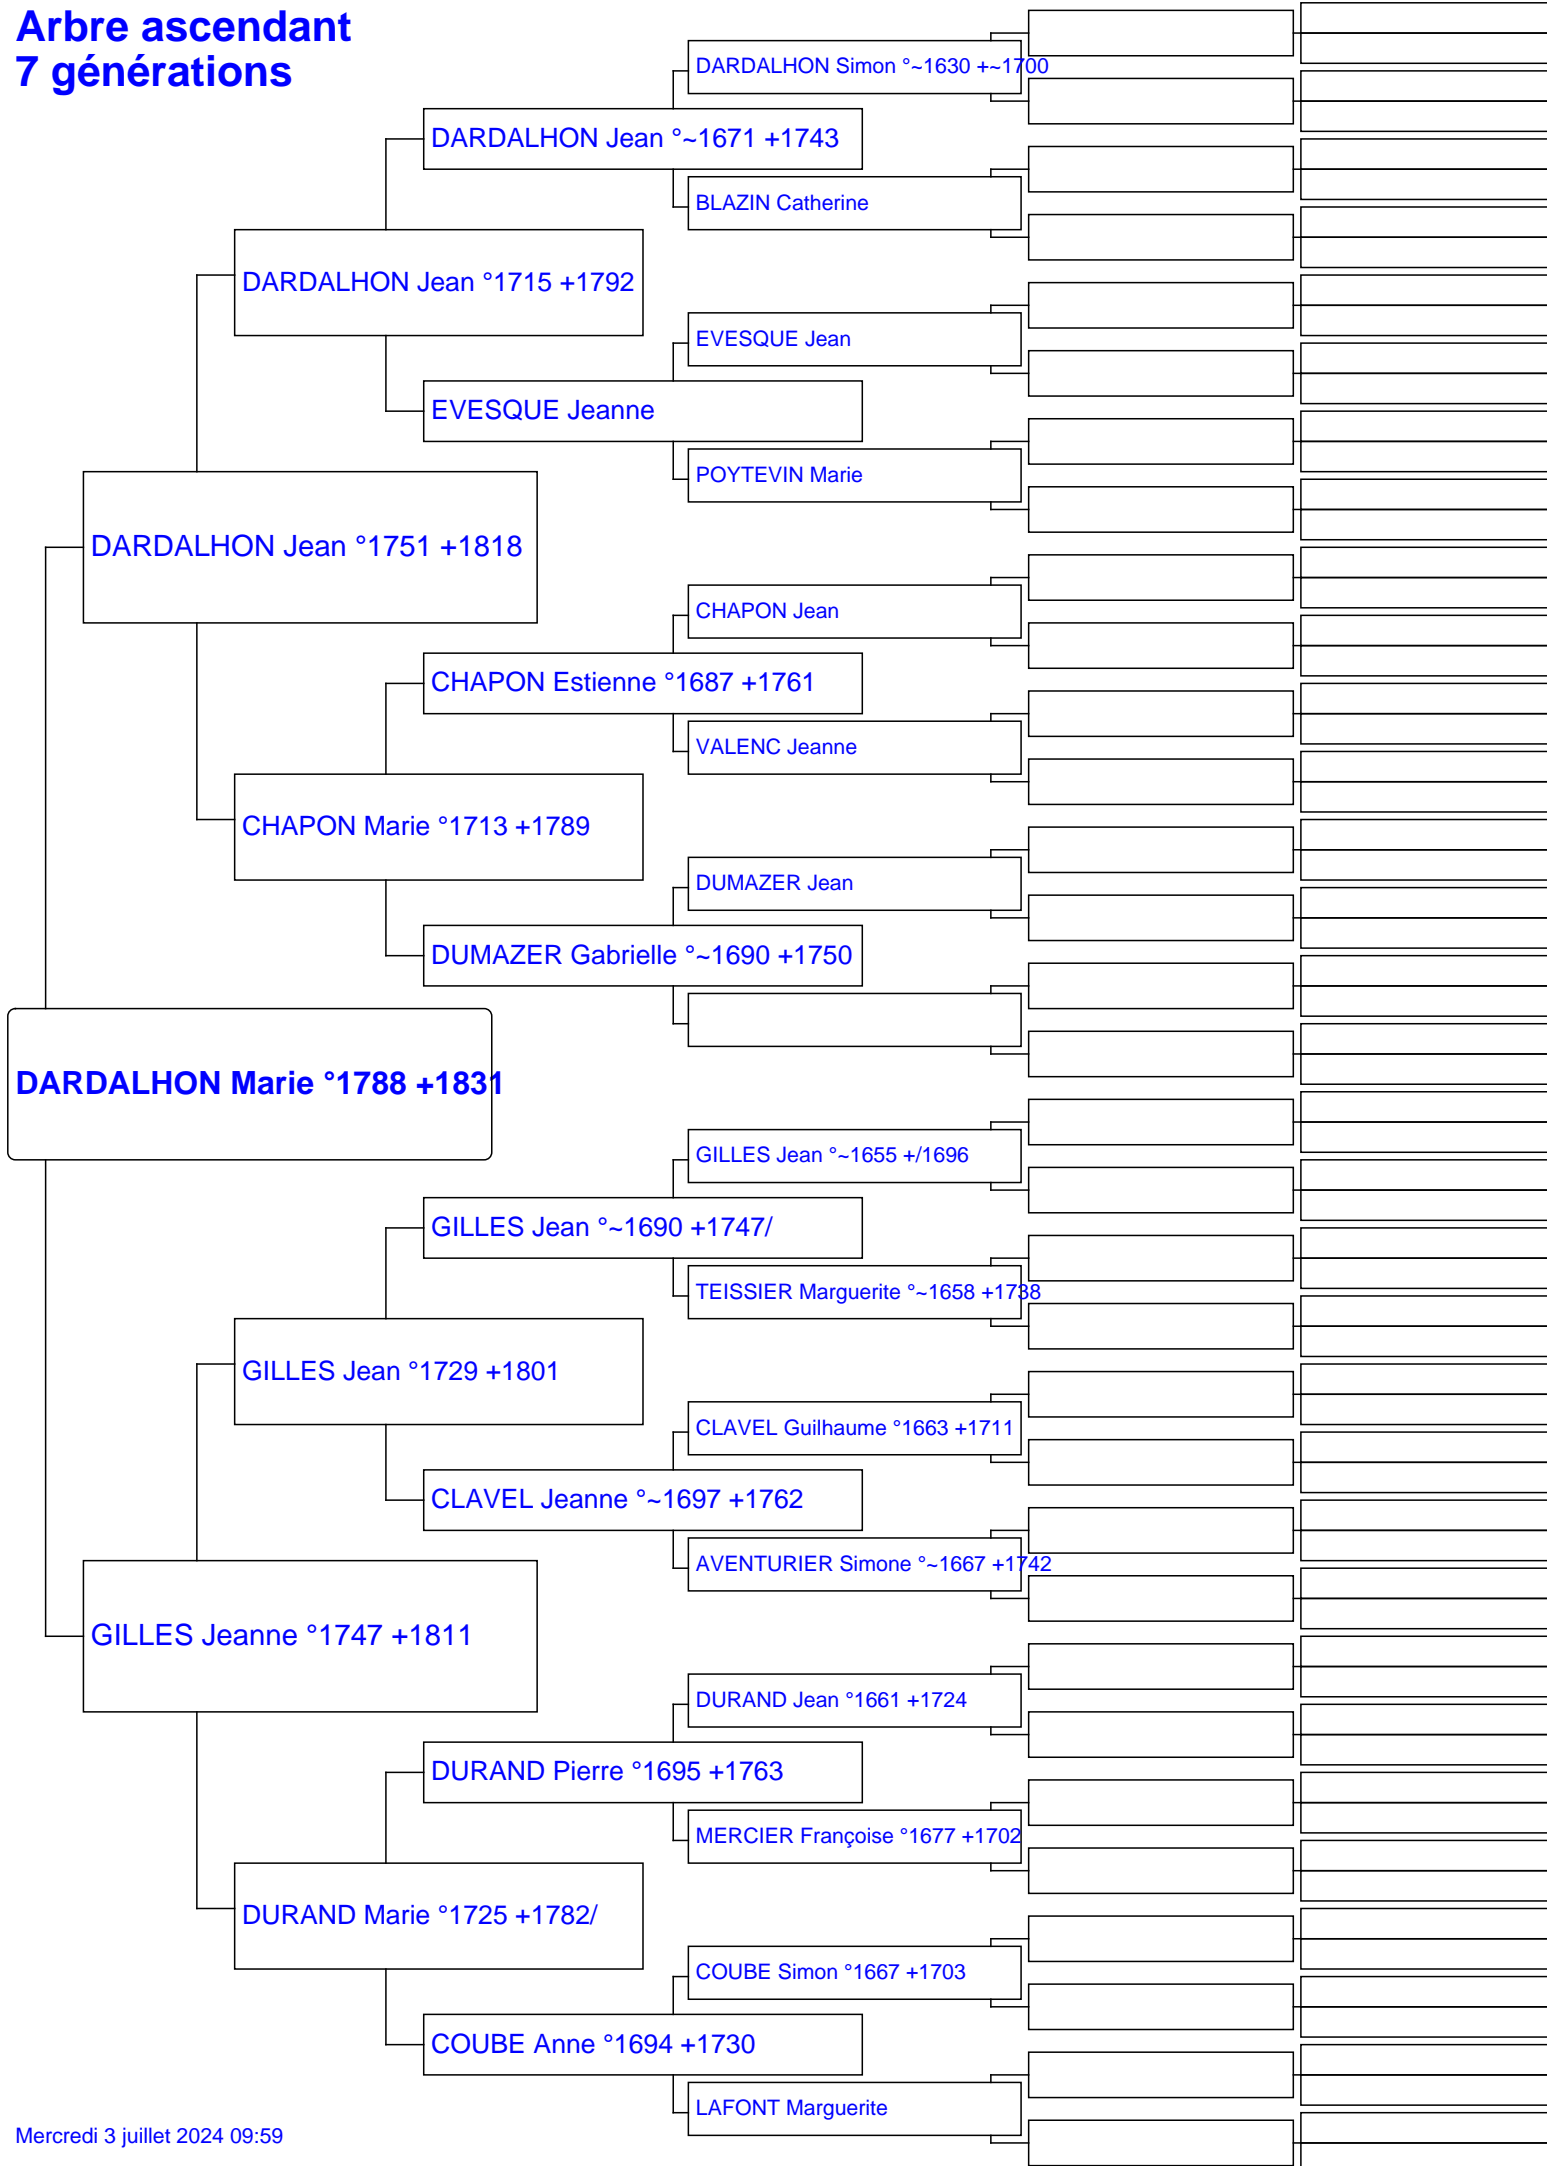 Arbre ascendant
7 générations
DARDALHON Simon °~1630 +~1700
DARDALHON Jean °~1671 +1743
BLAZIN Catherine
DARDALHON Jean °1715 +1792
EVESQUE Jean
EVESQUE Jeanne
POYTEVIN Marie
DARDALHON Jean °1751 +1818
CHAPON Jean
CHAPON Estienne °1687 +1761
VALENC Jeanne
CHAPON Marie °1713 +1789
DUMAZER Jean
DUMAZER Gabrielle °~1690 +1750
DARDALHON Marie °1788 +1831
GILLES Jean °~1655 +/1696
GILLES Jean °~1690 +1747/
TEISSIER Marguerite °~1658 +1738
GILLES Jean °1729 +1801
CLAVEL Guilhaume °1663 +1711
CLAVEL Jeanne °~1697 +1762
AVENTURIER Simone °~1667 +1742
GILLES Jeanne °1747 +1811
DURAND Jean °1661 +1724
DURAND Pierre °1695 +1763
MERCIER Françoise °1677 +1702
DURAND Marie °1725 +1782/
COUBE Simon °1667 +1703
COUBE Anne °1694 +1730
LAFONT Marguerite
Mercredi 3 juillet 2024 09:59